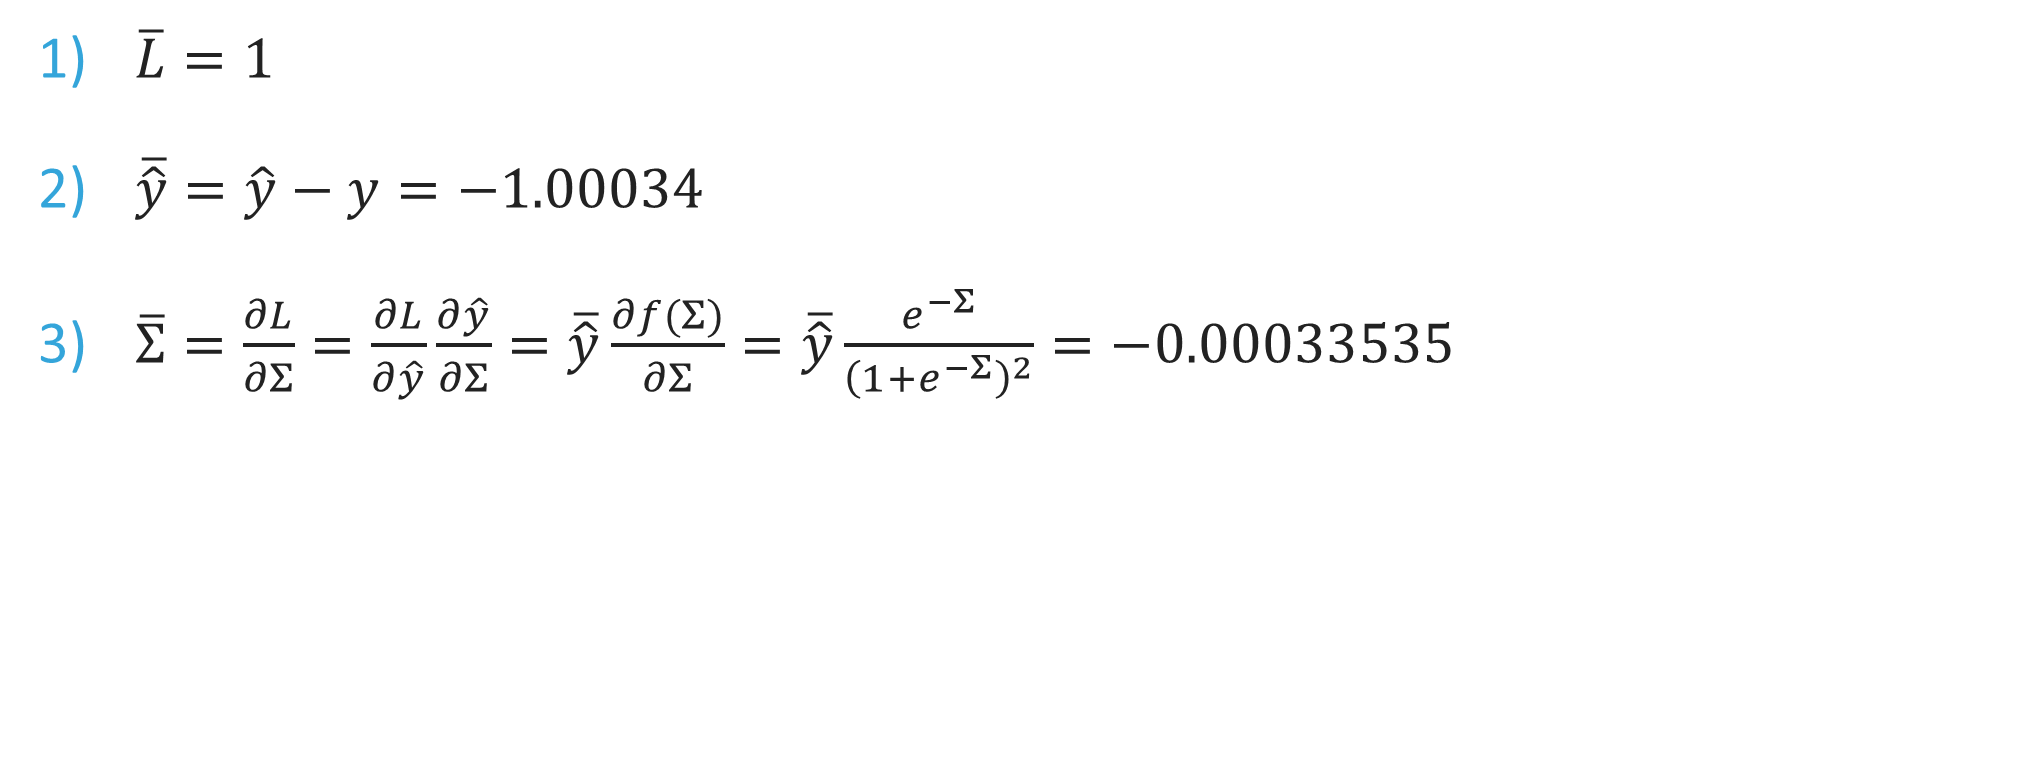 1) L̅ = 1
2) ŷ̅ = ŷ − y = −1.00034
3) Σ̅ = ∂L/∂Σ = ∂L/∂ŷ ∂ŷ/∂Σ = ŷ̅ ∂f(Σ)/∂Σ = ŷ̅ e^{−Σ}/(1+e^{−Σ})² = −0.00033535